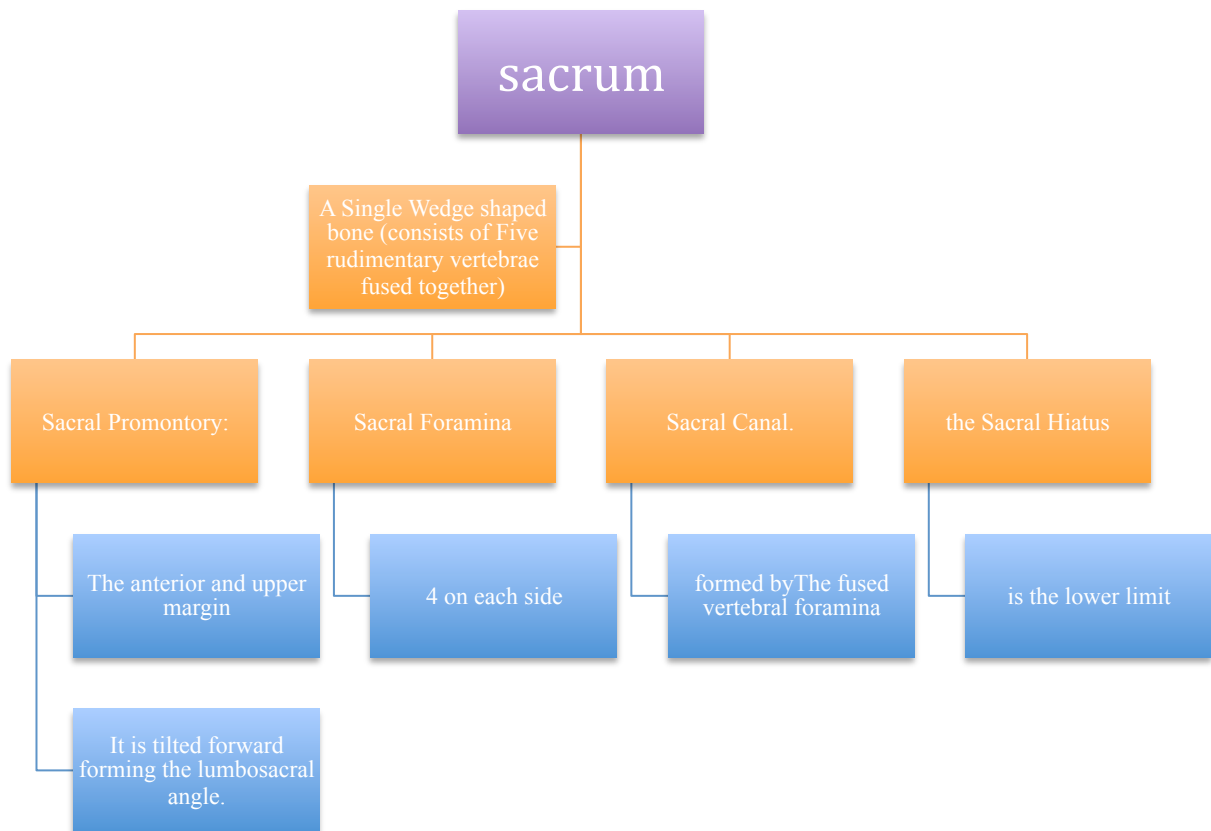 sacrum
A Single Wedge shaped
bone (consists of Five
rudimentary vertebrae
fused together)
Sacral Promontory:
The anterior and upper
margin
It is tilted forward
forming the lumbosacral
angle.
Sacral Foramina
4 on each side
Sacral Canal.
formed byThe fused
vertebral foramina
the Sacral Hiatus
is the lower limit